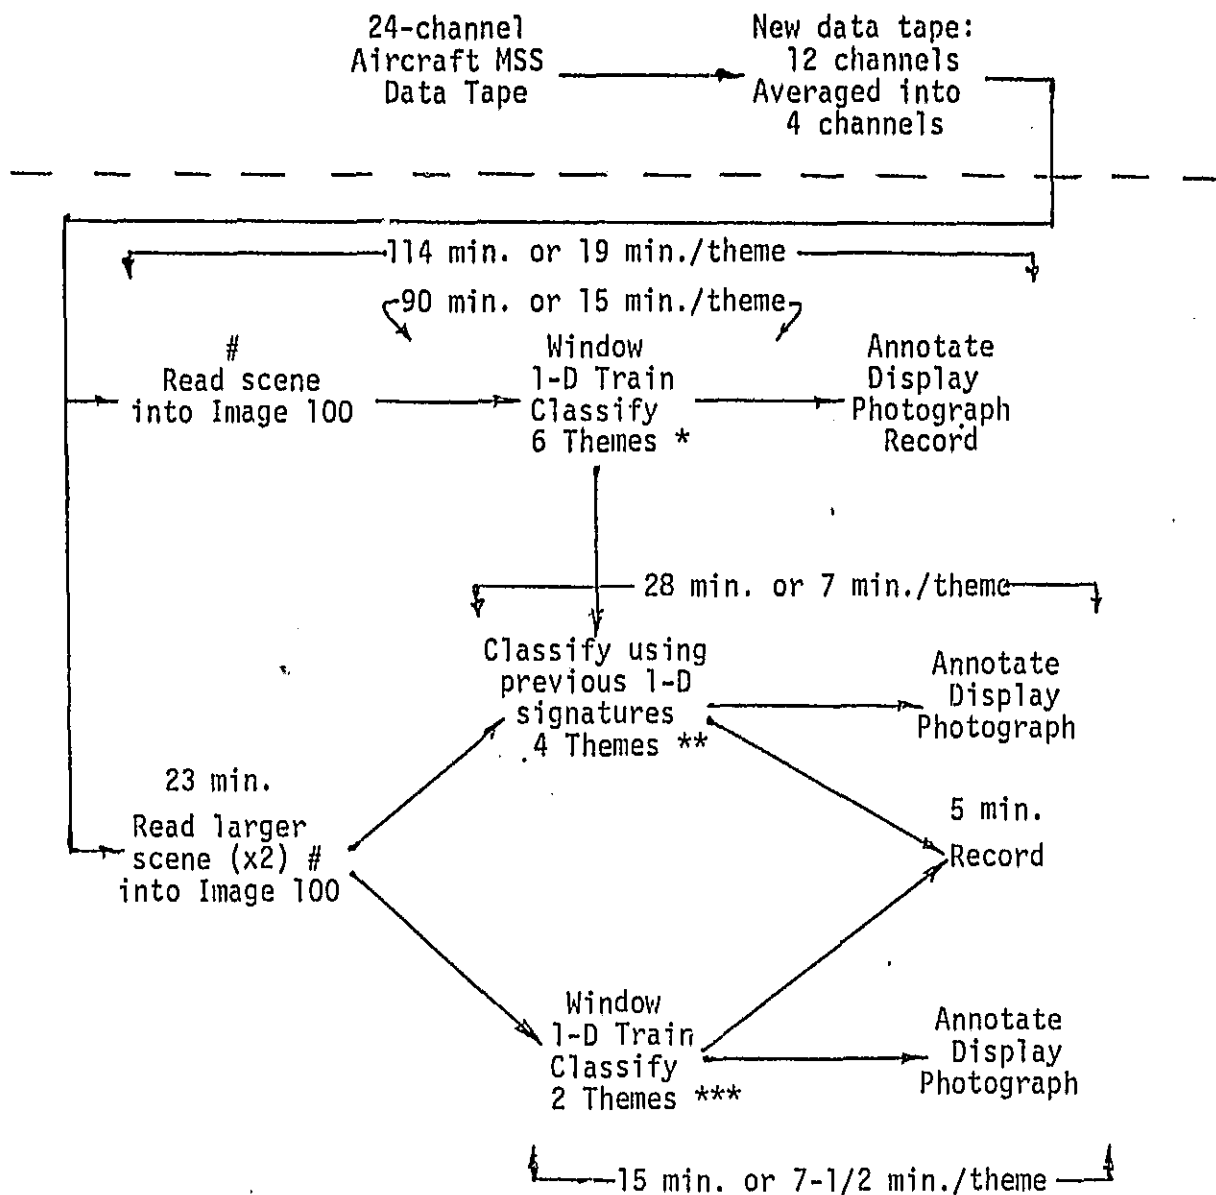 24-channel
Aircraft MSS
Data Tape
New data tape:
12 channels
Averaged into
4 channels
114 min. or 19 min./theme
90 min. or 15 min./theme
#
Read scene
into Image 100
Window
1-D Train
Classify
6 Themes *
Annotate
Display
Photograph
Record
28 min. or 7 min./theme
Classify using
previous 1-D
signatures
4 Themes **
Annotate
Display
Photograph
23 min.
Read larger
scene (x2) #
into Image 100
5 min.
Record
Window
1-D Train
Classify
2 Themes ***
Annotate
Display
Photograph
15 min. or 7-1/2 min./theme